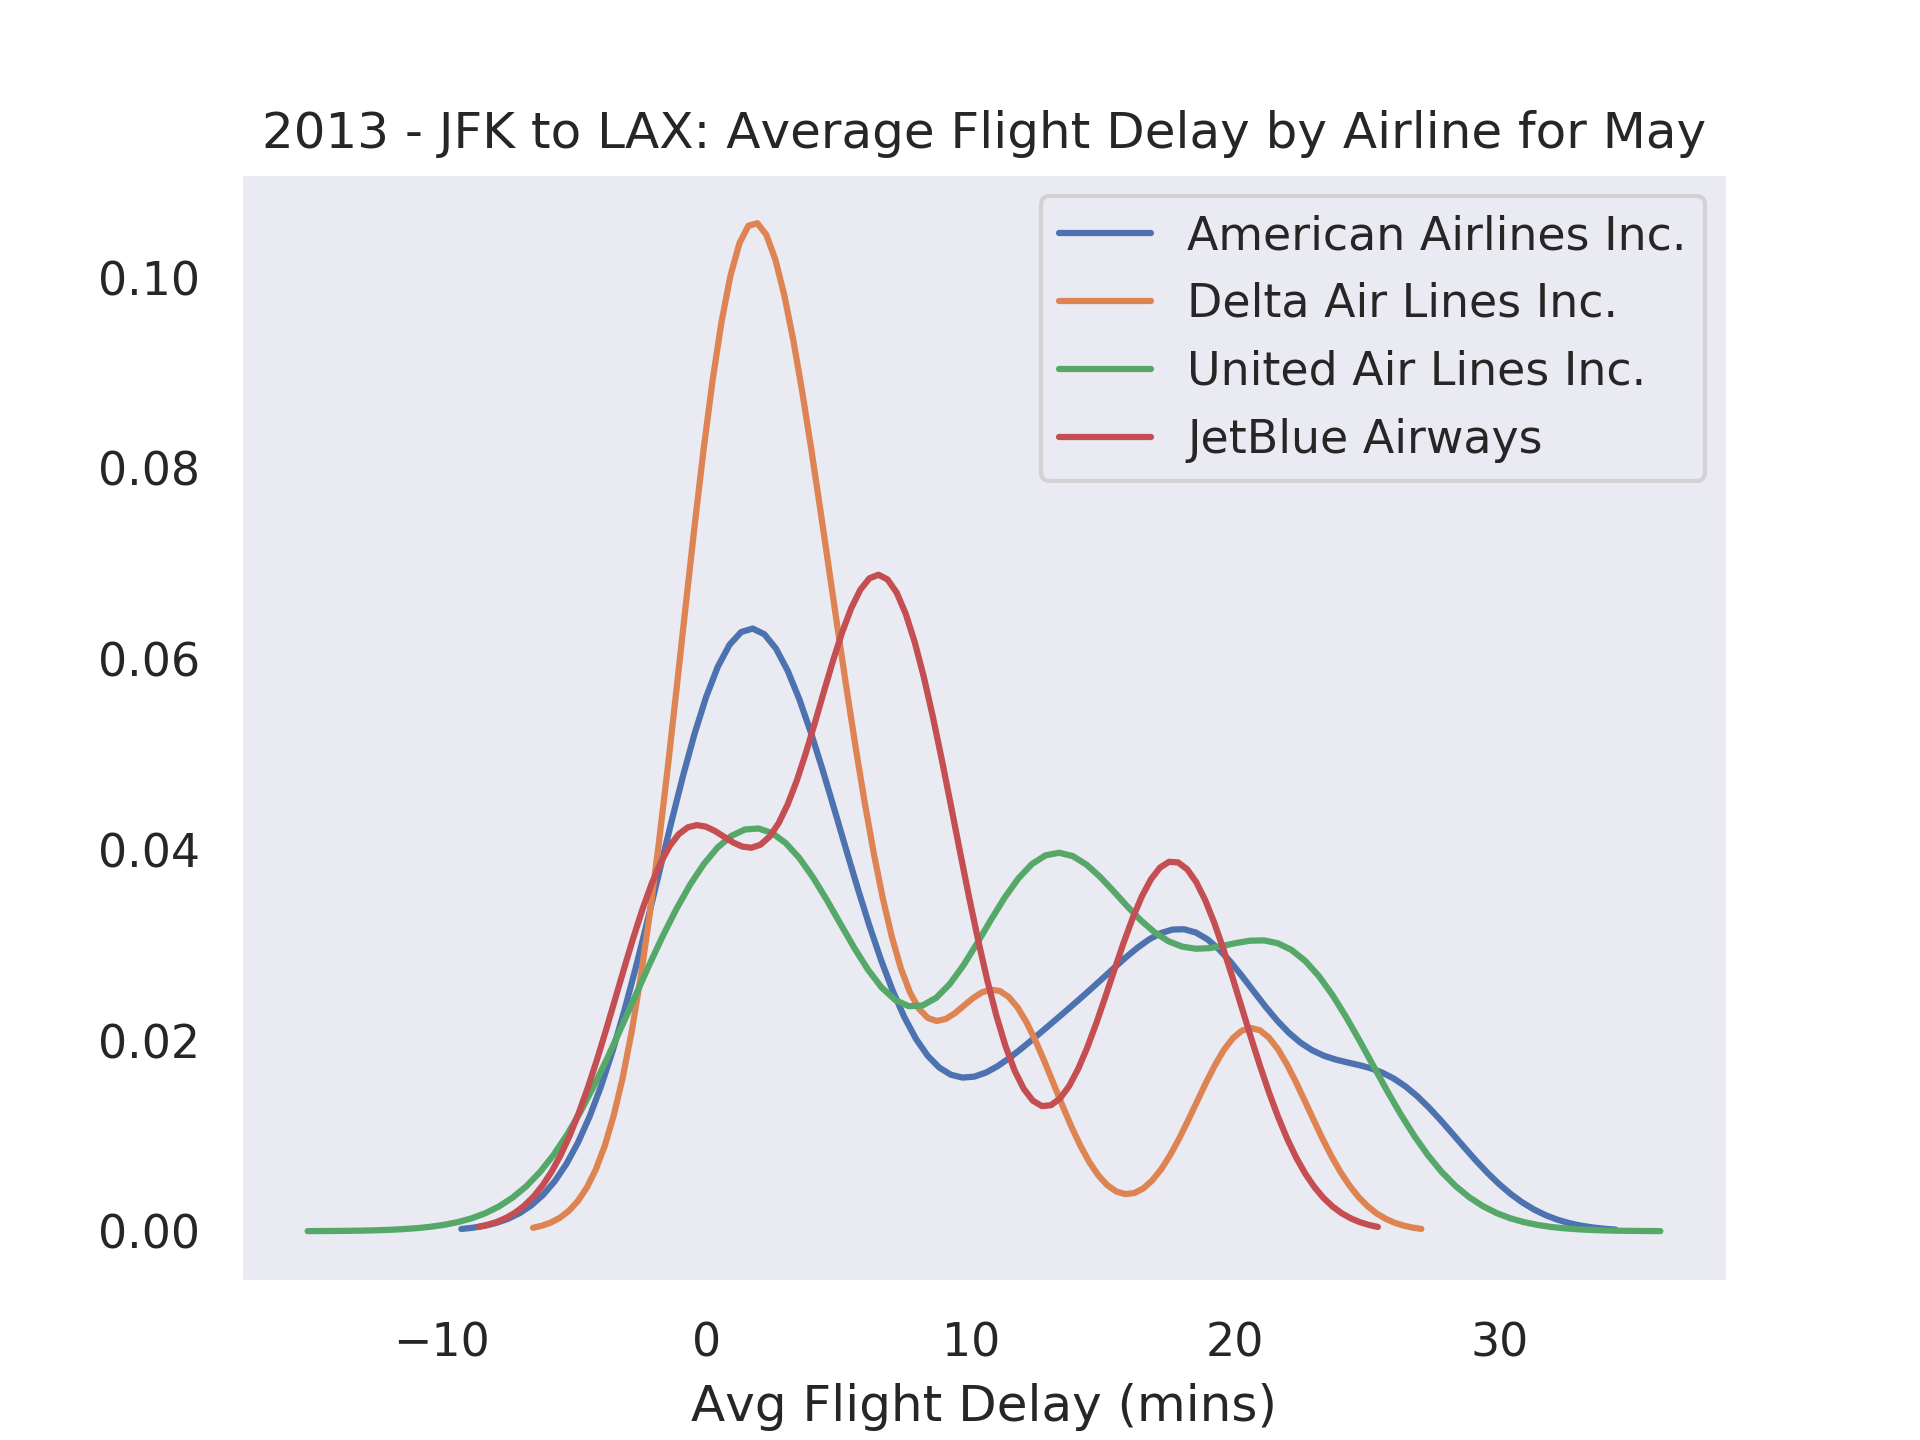 2013 - JFK to LAX: Average Flight Delay by Airline for May
American Airlines Inc.
Delta Air Lines Inc.
United Air Lines Inc.
JetBlue Airways
0.10
0.08
0.06
0.04
0.02
0.00
−10 0 10 20 30
Avg Flight Delay (mins)